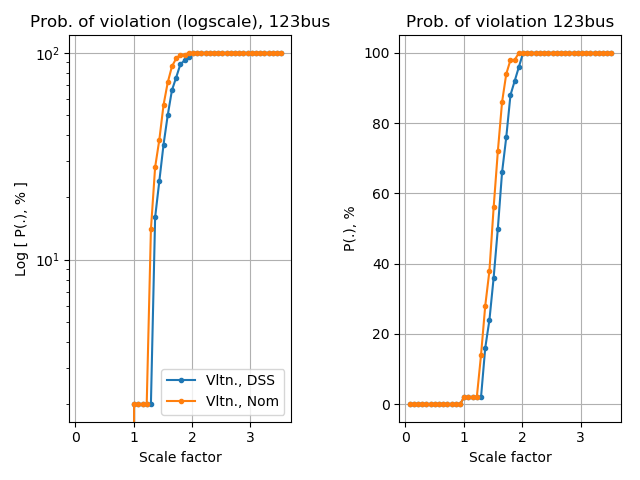 Prob. of violation (logscale), 123bus
Log [ P(.), % ]
10²
10¹
Vltn., DSS
Vltn., Nom
0 1 2 3
Scale factor
Prob. of violation 123bus
P(.), %
100
80
60
40
20
0
0 1 2 3
Scale factor